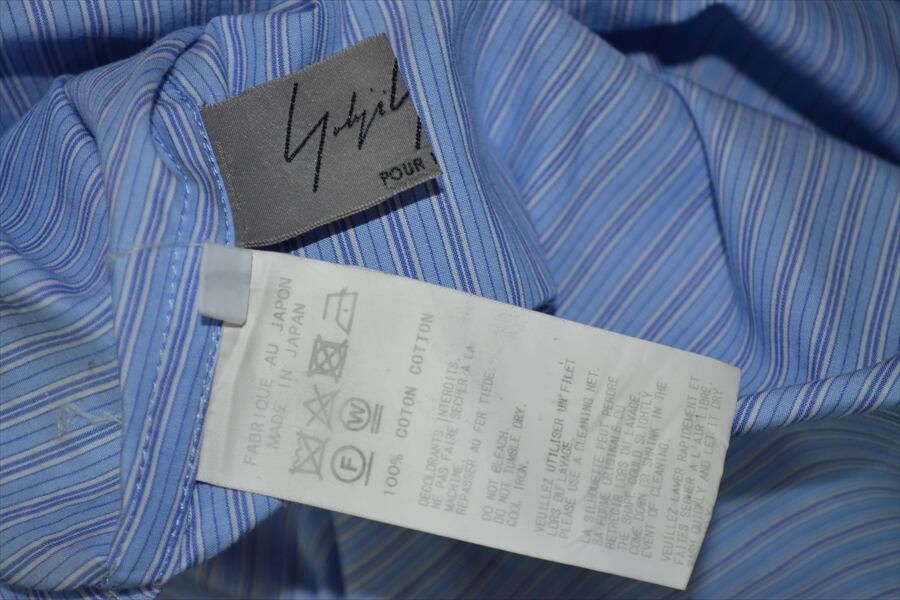 Yohji Y
POUR
FABRIQUE AU JAPON
MADE IN JAPAN
F
W
100% COTON COTTON
DECOLORANTS INTERDITS.
NE PAS FAIRE SECHER A LA
MACHINE.
REPASSER AU FER TIEDE.
DO NOT BLEACH.
DO NOT TUMBLE DRY.
COOL IRON.
VEUILLEZ UTILISER UN FILET
LORS DU LAVAGE.
PLEASE USE A CLEANING NET.
LA SILHOUETTE PEUT PERDRE
SA FORME OU
RETRECIR LORS DU LAVAGE.
THE SHAPE COULD SLIGHTLY
COME DOWN OR SHRINK IN THE
EVENT OF CLEANING.
VEUILLEZ LAVER RAPIDEMENT ET
FAITES SECHER A L'AIR LIBRE.
WASH QUICKLY AND LET IT DRY.